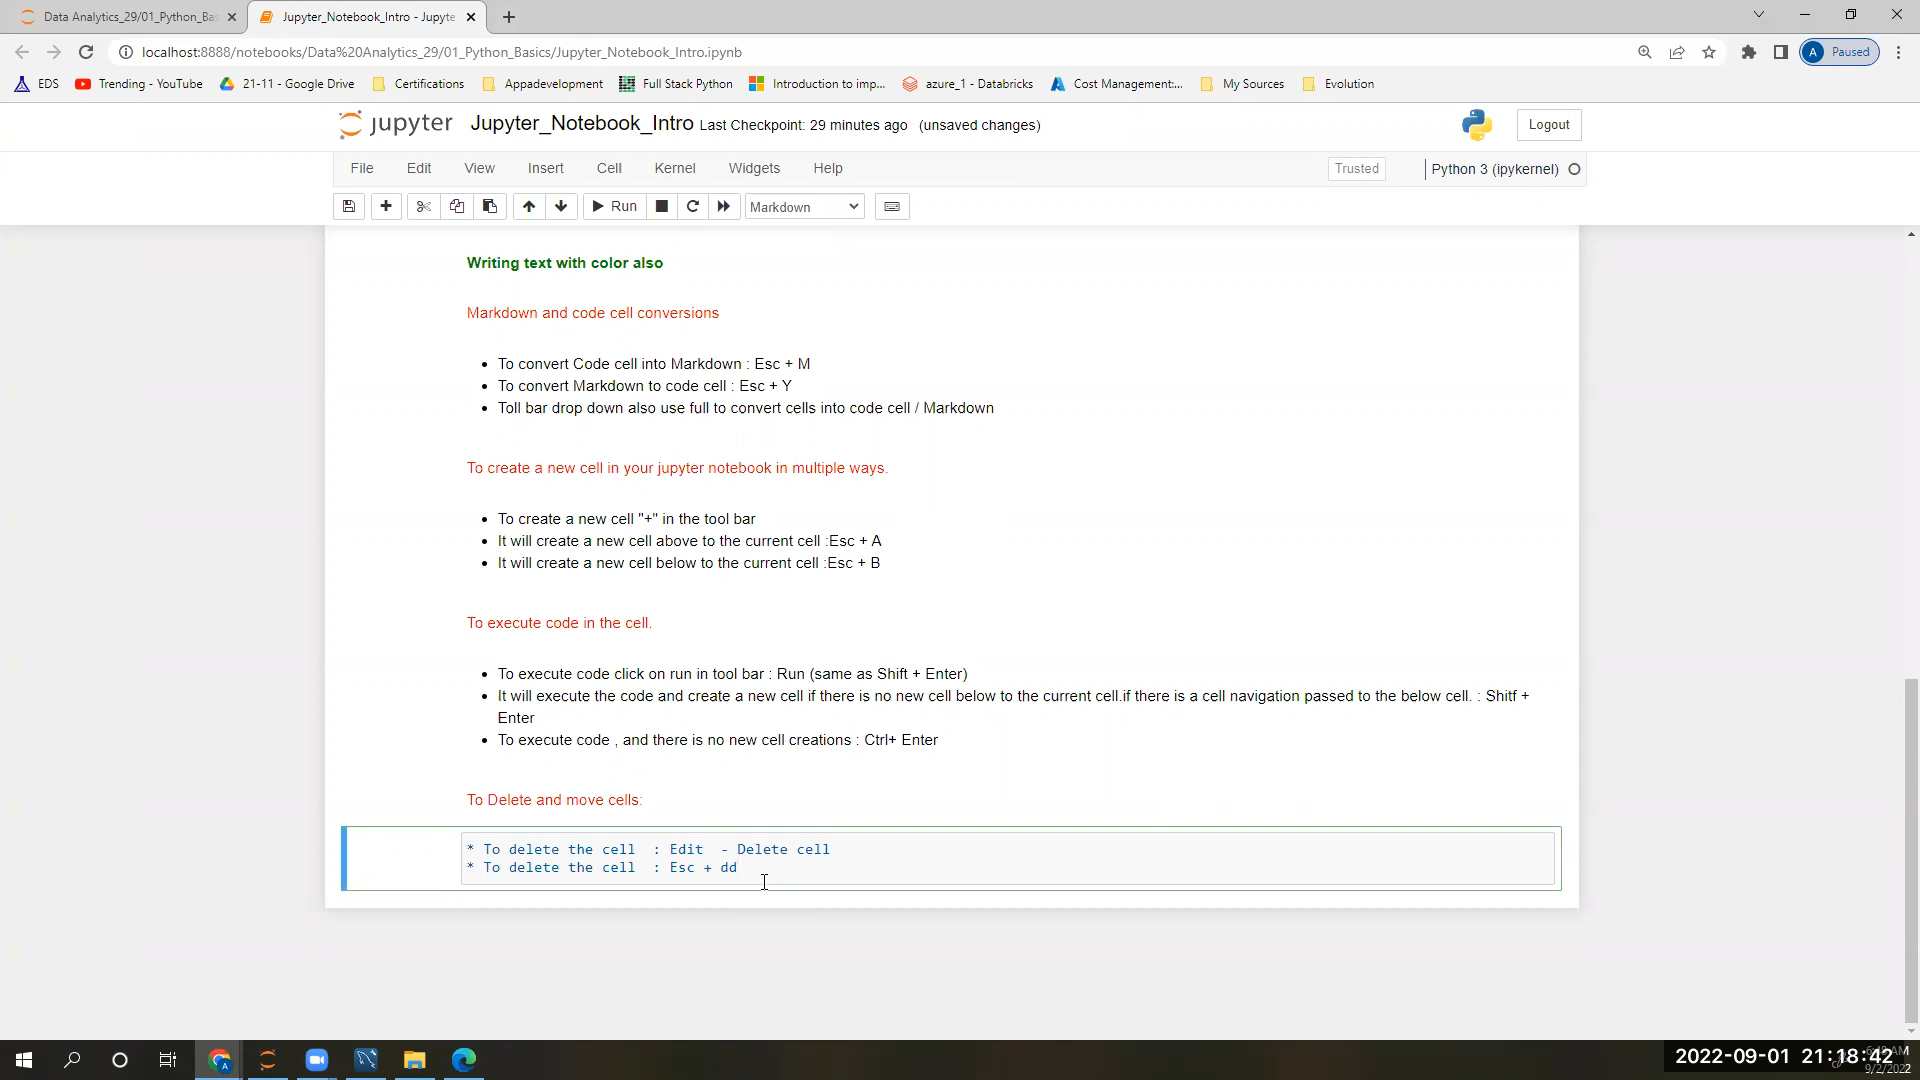 Data Analytics_29/01_Python_Ba
Jupyter_Notebook_Intro - Jupyte
localhost:8888/notebooks/Data%20Analytics_29/01_Python_Basics/Jupyter_Notebook_Intro.ipynb
A Paused
EDS Trending - YouTube 21-11 - Google Drive Certifications Appadevelopment Full Stack Python Introduction to imp... azure_1 - Databricks Cost Management:... My Sources Evolution
jupyter Jupyter_Notebook_Intro Last Checkpoint: 29 minutes ago (unsaved changes) Logout
File Edit View Insert Cell Kernel Widgets Help Trusted Python 3 (ipykernel)
Run Markdown
Writing text with color also
Markdown and code cell conversions
• To convert Code cell into Markdown : Esc + M
• To convert Markdown to code cell : Esc + Y
• Toll bar drop down also use full to convert cells into code cell / Markdown
To create a new cell in your jupyter notebook in multiple ways.
• To create a new cell "+" in the tool bar
• It will create a new cell above to the current cell :Esc + A
• It will create a new cell below to the current cell :Esc + B
To execute code in the cell.
• To execute code click on run in tool bar : Run (same as Shift + Enter)
• It will execute the code and create a new cell if there is no new cell below to the current cell.if there is a cell navigation passed to the below cell. : Shitf +
Enter
• To execute code , and there is no new cell creations : Ctrl+ Enter
To Delete and move cells:
* To delete the cell  : Edit  - Delete cell
* To delete the cell  : Esc + dd
2022-09-01 21:18:42